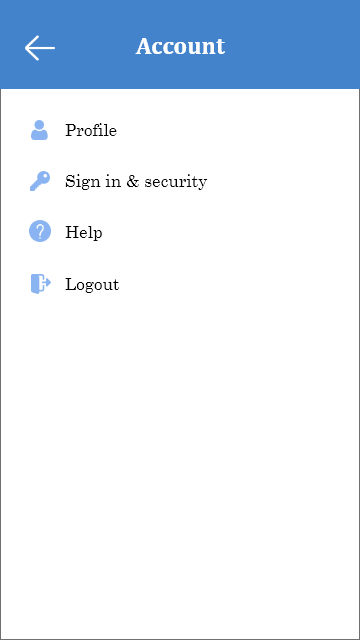 Account
Profile
Sign in & security
Help
Logout